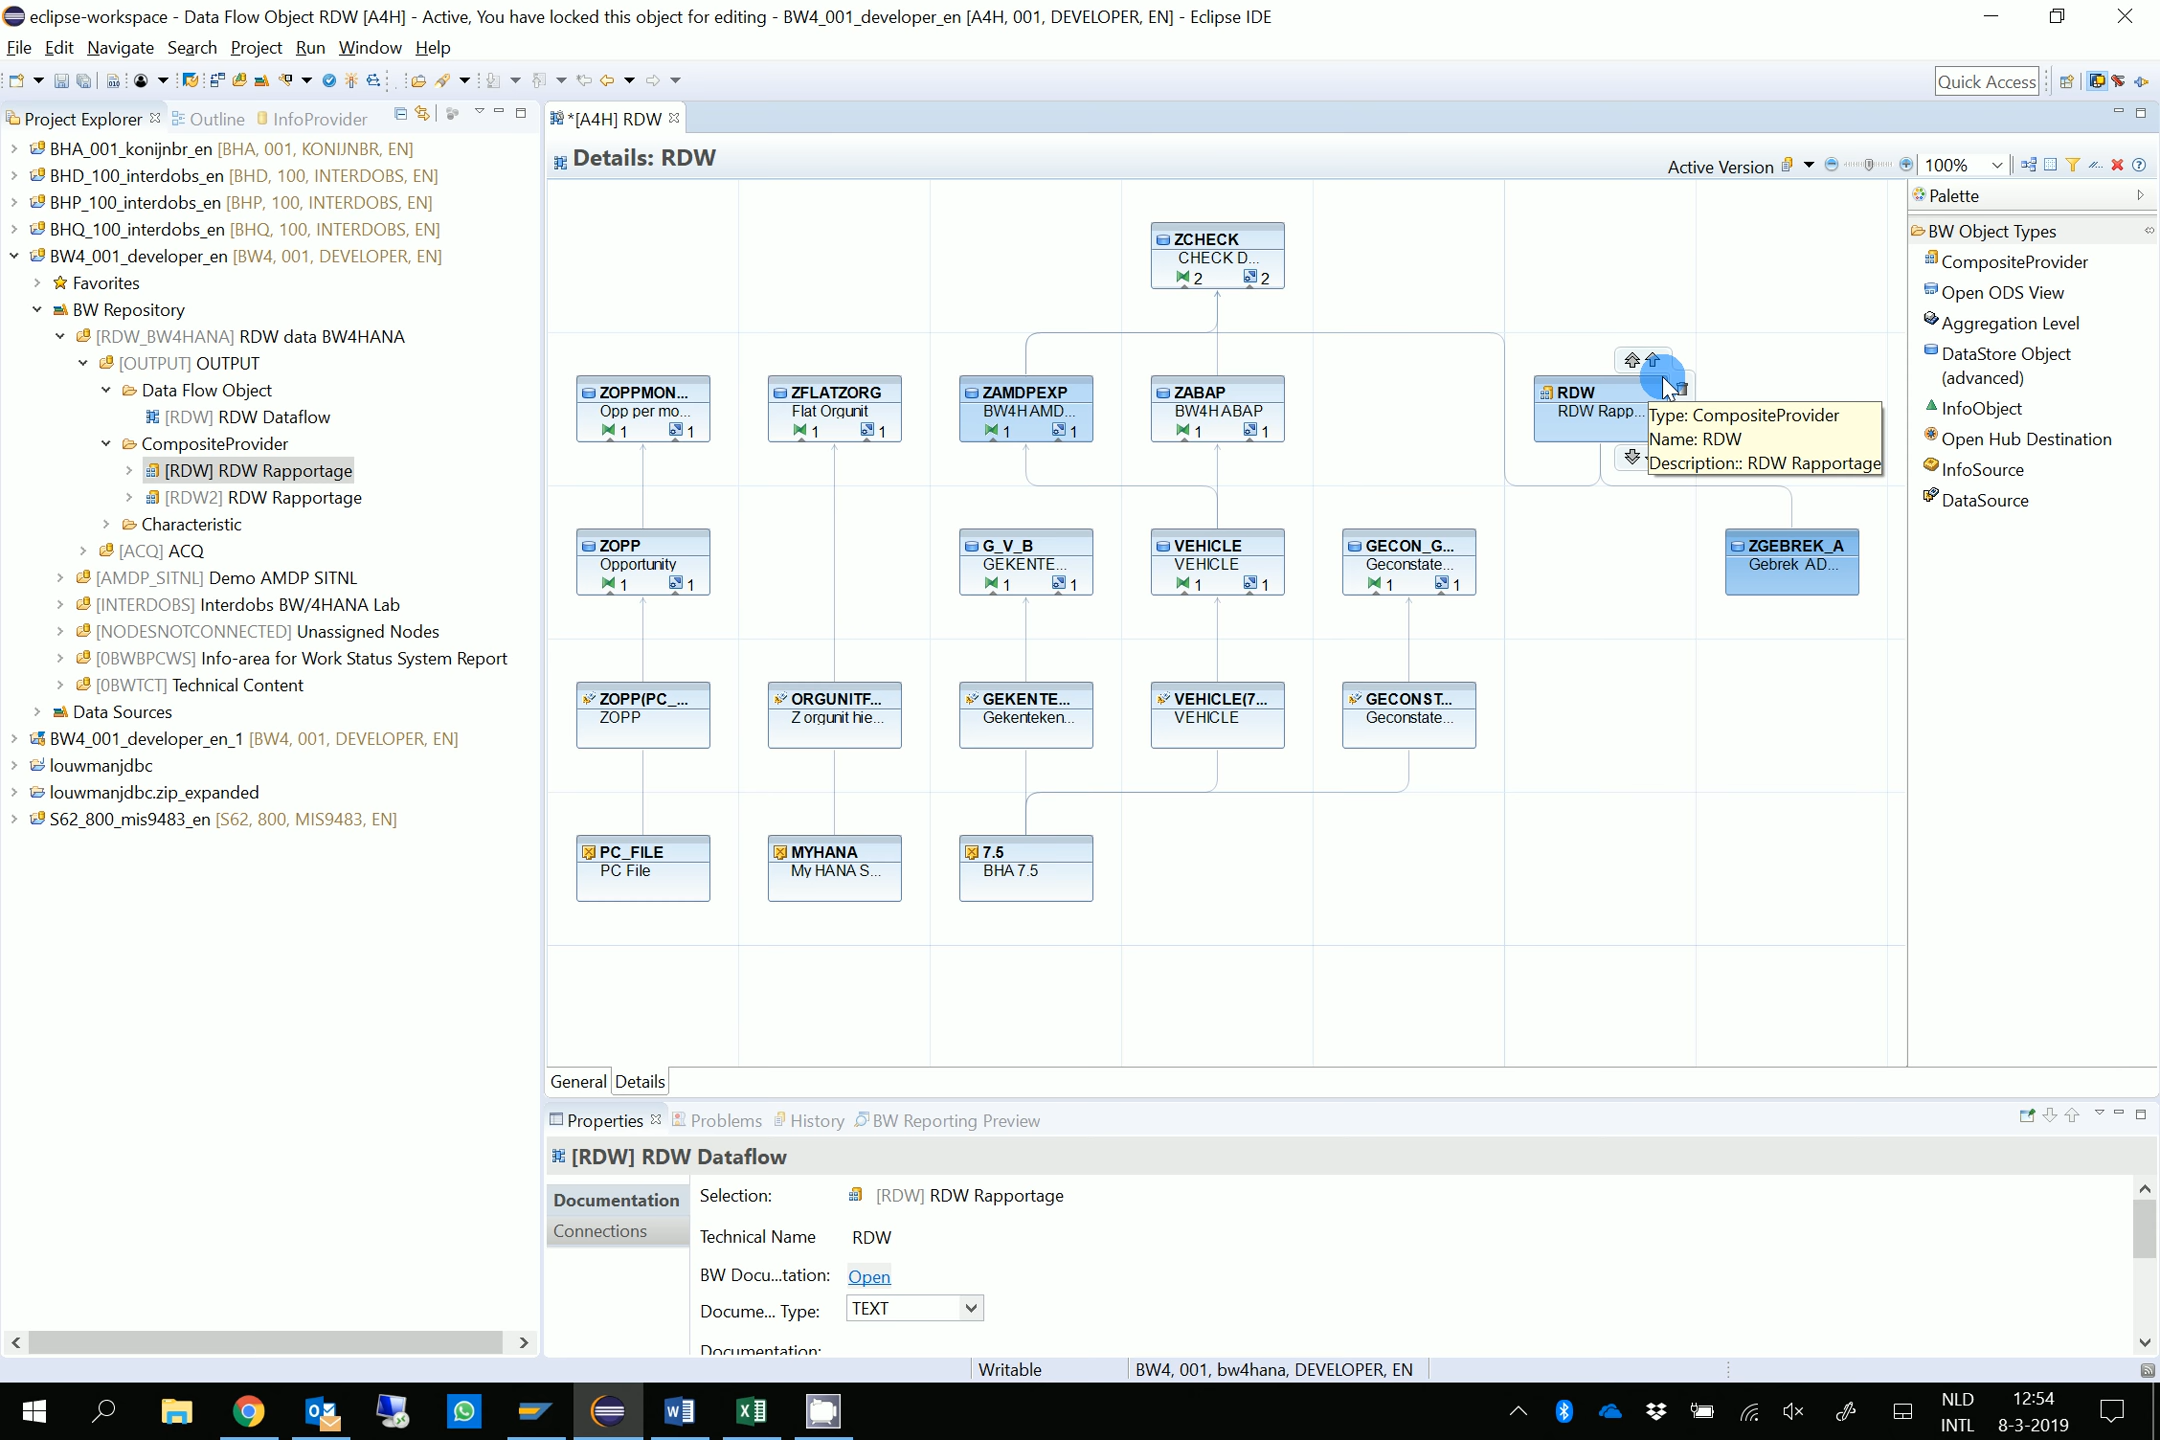 eclipse-workspace - Data Flow Object RDW [A4H] - Active, You have locked this object for editing - BW4_001_developer_en [A4H, 001, DEVELOPER, EN] - Eclipse IDE
File Edit Navigate Search Project Run Window Help
Quick Access
Project Explorer Outline InfoProvider
BHA_001_konijnbr_en [BHA, 001, KONIJNBR, EN]
BHD_100_interdobs_en [BHD, 100, INTERDOBS, EN]
BHP_100_interdobs_en [BHP, 100, INTERDOBS, EN]
BHQ_100_interdobs_en [BHQ, 100, INTERDOBS, EN]
BW4_001_developer_en [BW4, 001, DEVELOPER, EN]
Favorites
BW Repository
[RDW_BW4HANA] RDW data BW4HANA
[OUTPUT] OUTPUT
Data Flow Object
[RDW] RDW Dataflow
CompositeProvider
[RDW] RDW Rapportage
[RDW2] RDW Rapportage
Characteristic
[ACQ] ACQ
[AMDP_SITNL] Demo AMDP SITNL
[INTERDOBS] Interdobs BW/4HANA Lab
[NODESNOTCONNECTED] Unassigned Nodes
[0BWBPCWS] Info-area for Work Status System Report
[0BWTCT] Technical Content
Data Sources
BW4_001_developer_en_1 [BW4, 001, DEVELOPER, EN]
louwmanjdbc
louwmanjdbc.zip_expanded
S62_800_mis9483_en [S62, 800, MIS9483, EN]
*[A4H] RDW
Details: RDW
Active Version 100%
ZCHECK
CHECK D...
2 2
ZOPPMON...
Opp per mo...
1 1
ZFLATZORG
Flat Orgunit
1 1
ZAMDPEXP
BW4H AMD...
1 1
ZABAP
BW4H ABAP
1 1
RDW
RDW Rapp...
Type: CompositeProvider
Name: RDW
Description:: RDW Rapportage
ZOPP
Opportunity
1 1
G_V_B
GEKENTE...
1 1
VEHICLE
VEHICLE
1 1
GECON_G...
Geconstate...
1 1
ZGEBREK_A
Gebrek AD...
ZOPP(PC_...
ZOPP
ORGUNITF...
Z orgunit hie...
GEKENTE...
Gekenteken...
VEHICLE(7...
VEHICLE
GECONST...
Geconstate...
PC_FILE
PC File
MYHANA
My HANA S...
7.5
BHA 7.5
Palette
BW Object Types
CompositeProvider
Open ODS View
Aggregation Level
DataStore Object
(advanced)
InfoObject
Open Hub Destination
InfoSource
DataSource
General Details
Properties Problems History BW Reporting Preview
[RDW] RDW Dataflow
Documentation
Connections
Selection: [RDW] RDW Rapportage
Technical Name RDW
BW Docu...tation: Open
Docume... Type: TEXT
Documentation:
Writable BW4, 001, bw4hana, DEVELOPER, EN
NLD
INTL
12:54
8-3-2019